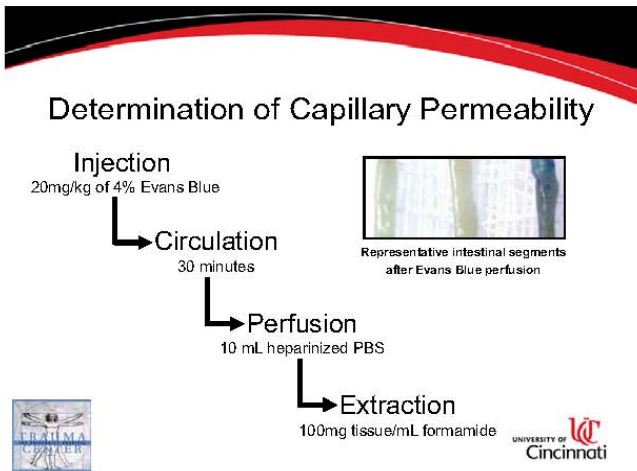 Determination of Capillary Permeability
Injection
20mg/kg of 4% Evans Blue
Circulation
30 minutes
Representative intestinal segments
after Evans Blue perfusion
Perfusion
10 mL heparinized PBS
Extraction
100mg tissue/mL formamide
TRAUMA
CENTER
UNIVERSITY OF
UC
Cincinnati